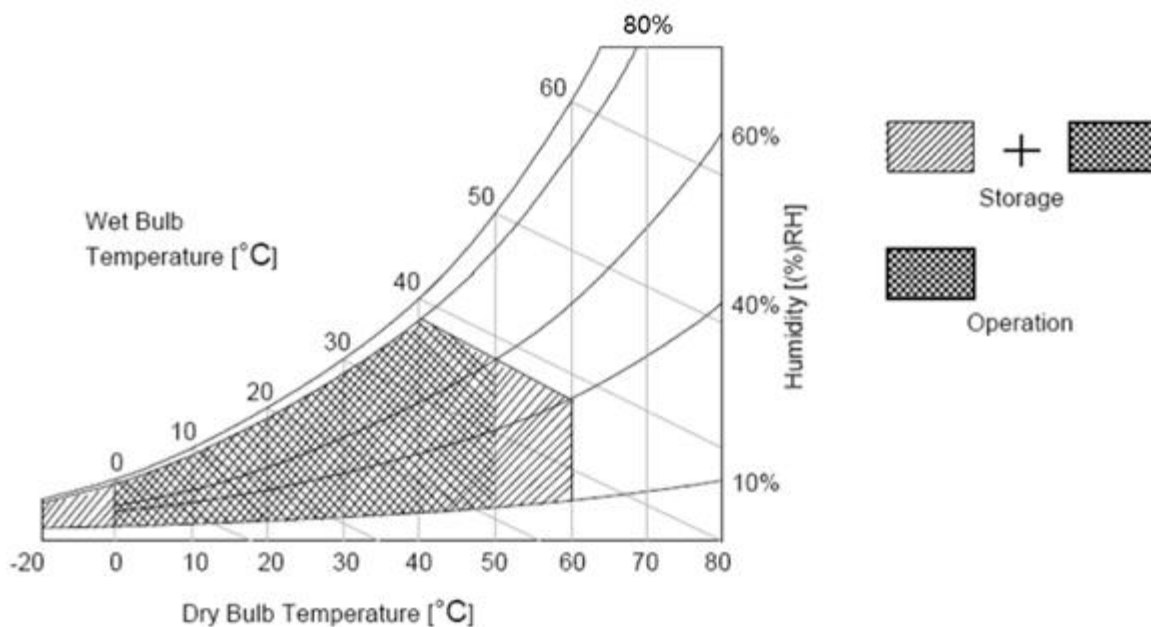 80%
60
60%
50
Wet Bulb
Temperature [°C]
40
40%
30
20
10
0
10%
Humidity [(%)RH]
-20 0 10 20 30 40 50 60 70 80
Dry Bulb Temperature [°C]
+
Storage
Operation